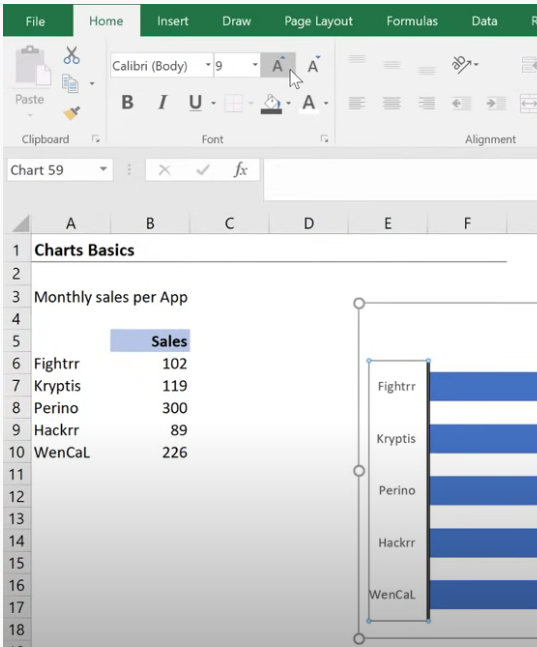 File Home Insert Draw Page Layout Formulas Data R
Calibri (Body) 9 A A
Paste B I U A
Clipboard Font Alignment
Chart 59 fx
A B C D E F
1 Charts Basics
2
3 Monthly sales per App
4
5 Sales
6 Fightrr 102
7 Kryptis 119
8 Perino 300
9 Hackrr 89
10 WenCaL 226
11
12
13
14
15
16
17
18
Fightrr
Kryptis
Perino
Hackrr
WenCaL